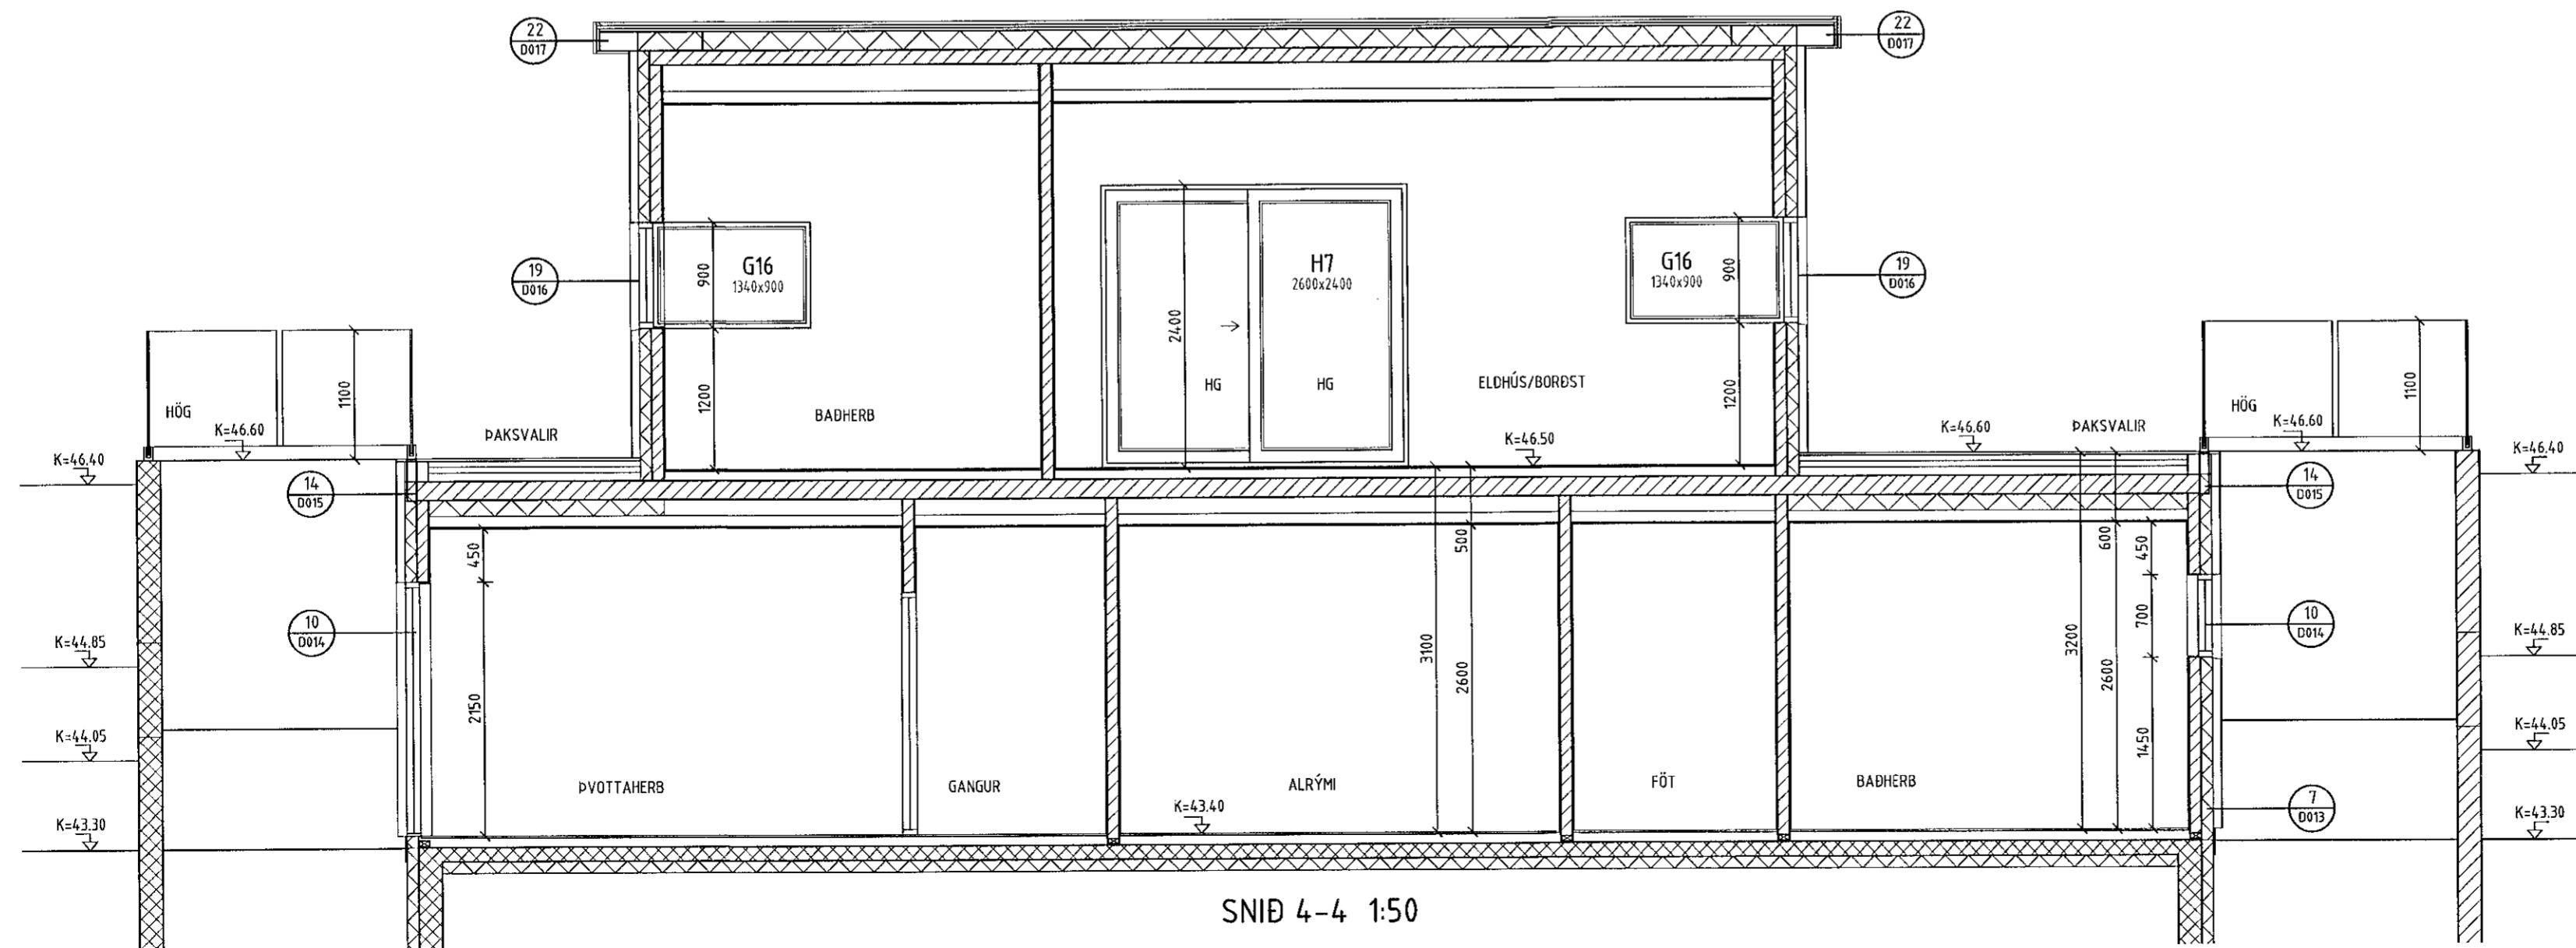 22
D017
22
D017
19
D016
900
G16
1340x900
H7
2600x2400
G16
1340x900
900
19
D016
2400
HG
HG
ELDHÚS/BORÐST
1200
BAÐHERB
1200
HÖG
1100
K=46.60
ÞAKSVALIR
K=46.50
K=46.60
ÞAKSVALIR
HÖG
K=46.60
1100
K=46.40
K=46.40
14
D015
14
D015
450
500
600
450
10
D014
10
D014
K=44.85
K=44.85
2150
3100
2600
3200
2600
700
1450
K=44.05
K=44.05
ÞVOTTAHERB
GANGUR
ALRÝMI
FÖT
BAÐHERB
K=43.40
7
D013
K=43.30
K=43.30
SNIÐ 4-4 1:50